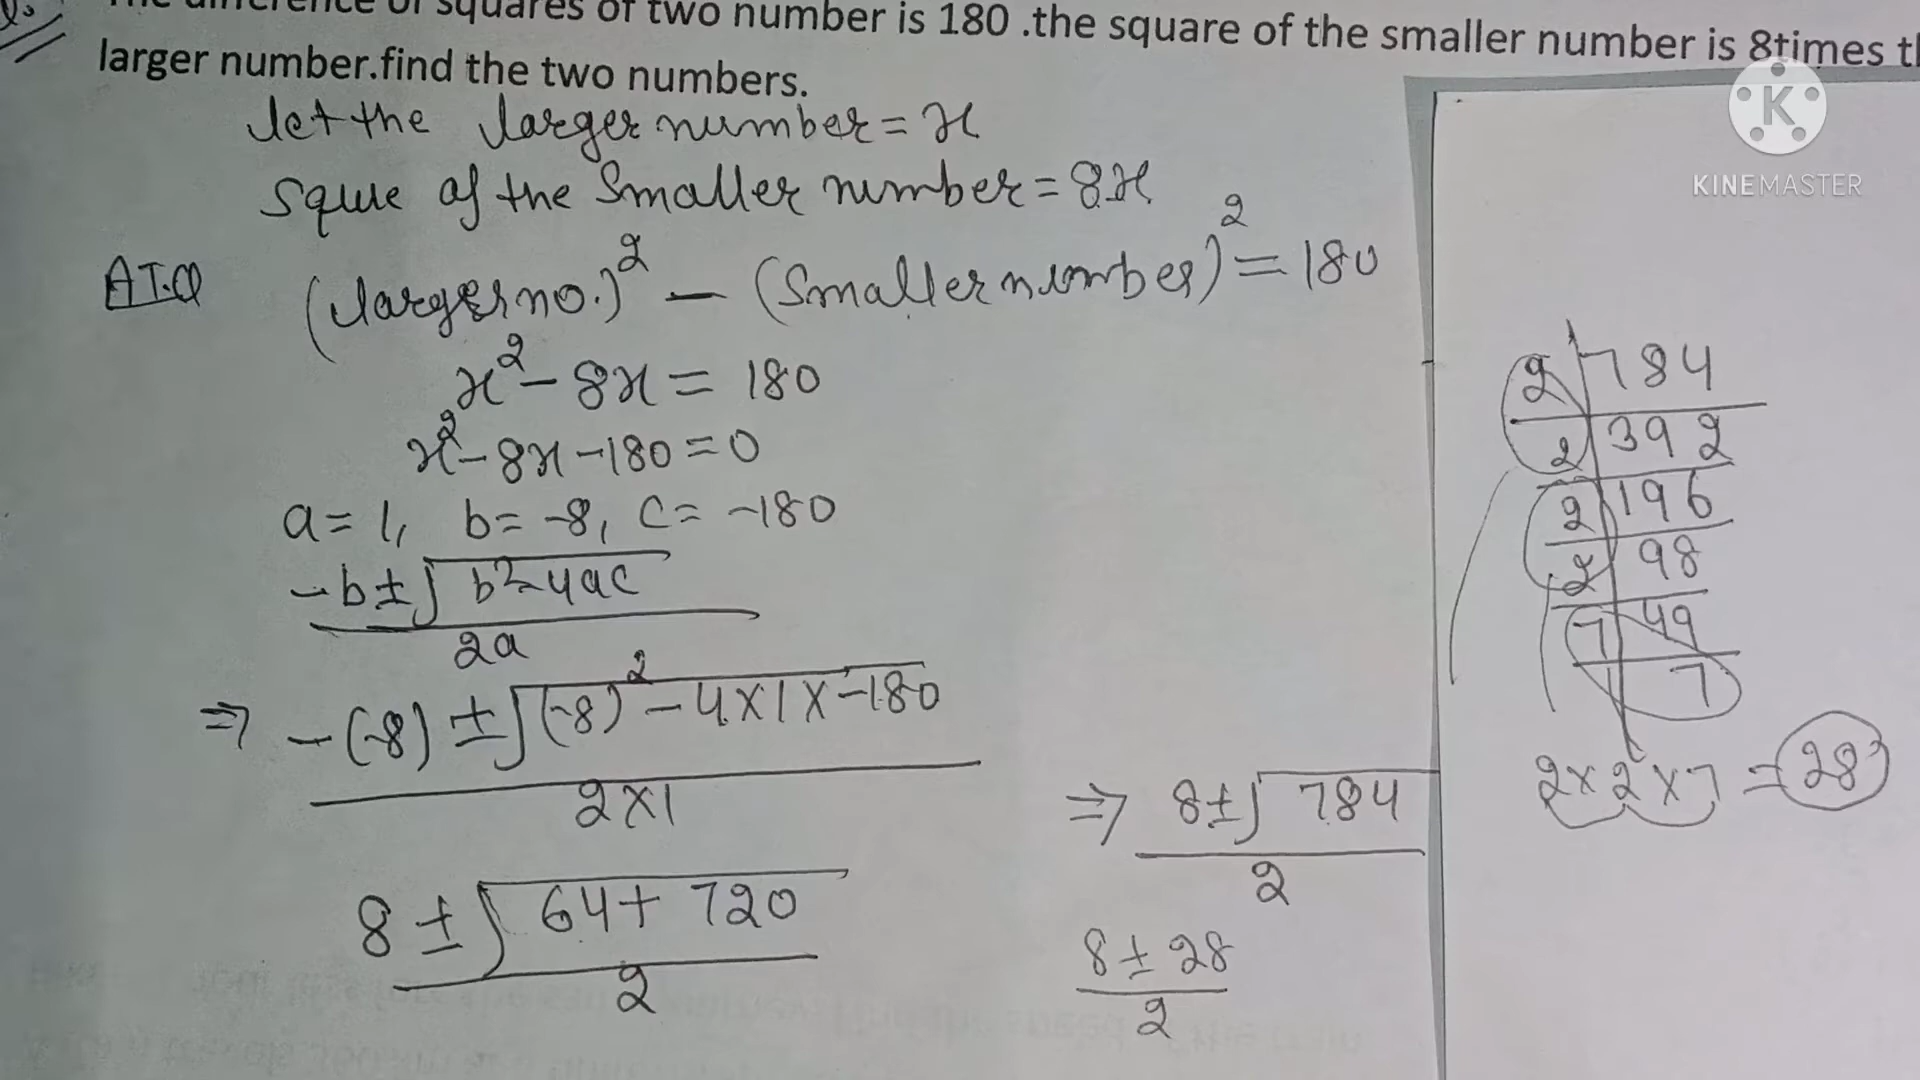 The difference of squares of two number is 180 .the square of the smaller number is 8times
larger number.find the two numbers.
let the larger number = x
Squre of the Smaller number = 8x
A.T.Q (larger no.)² — (Smaller number)² = 180
x² - 8x = 180
x² - 8x - 180 = 0
a = 1, b = -8, c = -180
-b ± √b² - 4ac
2a
⇒ -(-8) ± √(-8)² - 4 × 1 × -180
2 × 1
8 ± √64 + 720
2
⇒ 8 ± √784
2
8 ± 28
2
K
KINEMASTER
2 784
2 392
2 196
2 98
7 49
7
2 × 2 × 7 = 28